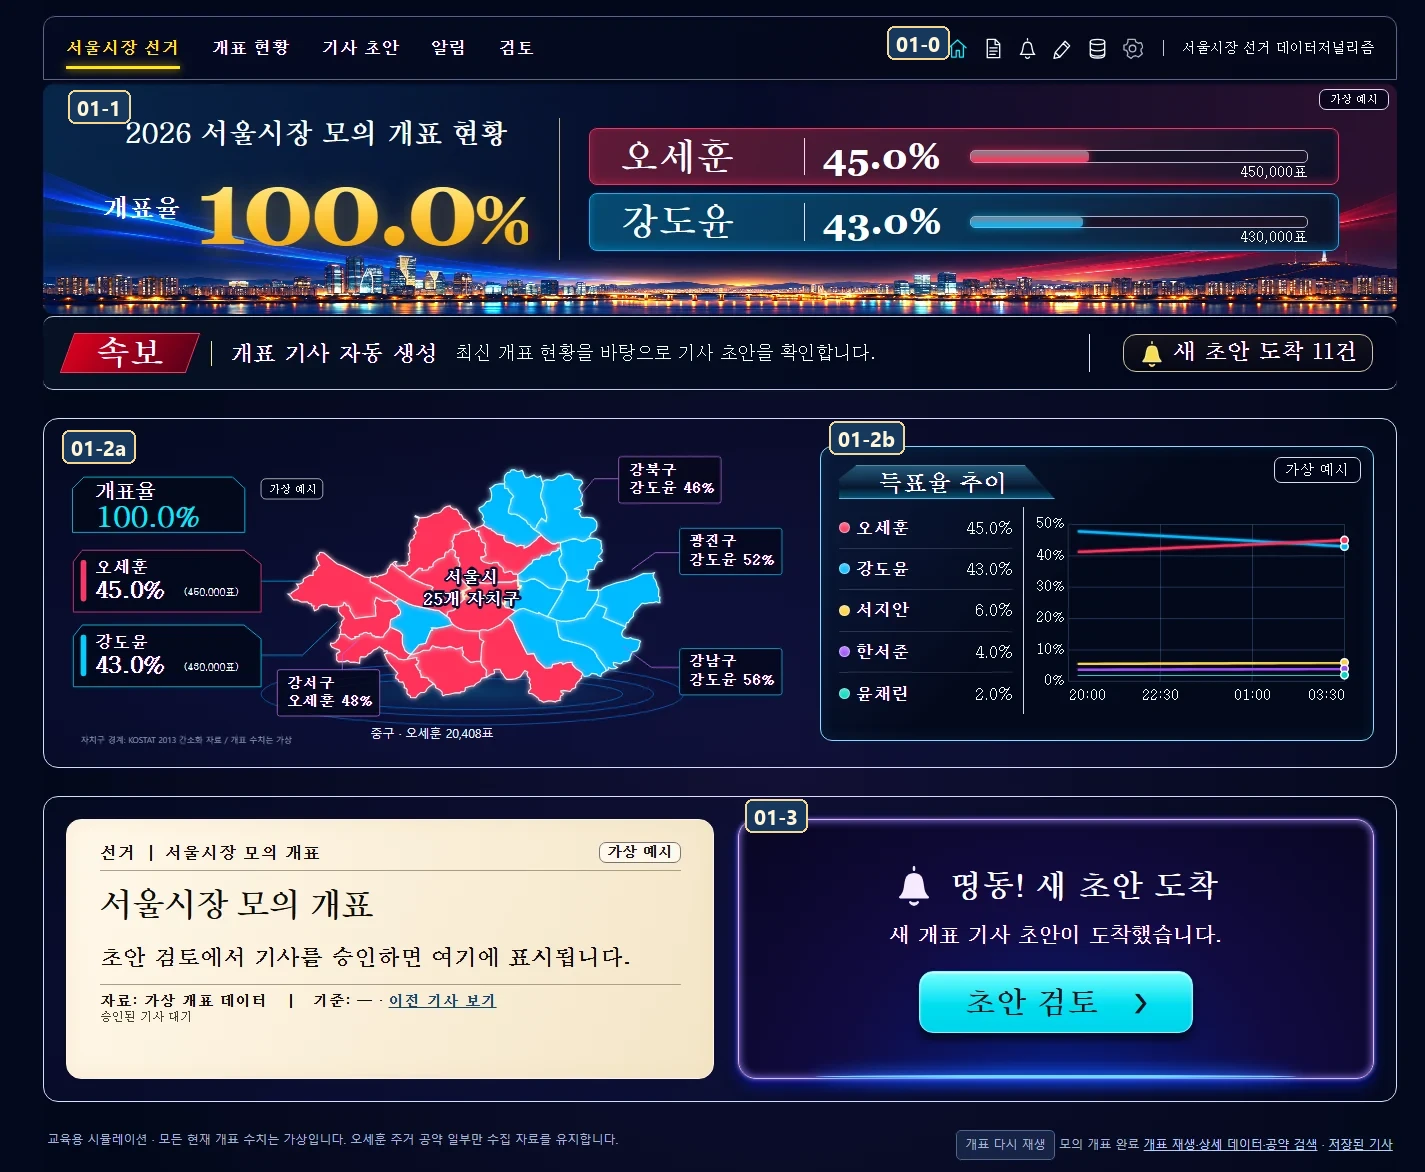 서울시장 선거 개표 현황 기사 초안 알림 검토 01-0 | 서울시장 선거 데이터저널리즘
01-1
가상 예시
2026 서울시장 모의 개표 현황
개표율 100.0%
오세훈 45.0% 450,000표
강도윤 43.0% 430,000표
속보 개표 기사 자동 생성 최신 개표 현황을 바탕으로 기사 초안을 확인합니다. 새 초안 도착 11건
01-2a
개표율
100.0%
가상 예시
오세훈
45.0% (450,000표)
강도윤
43.0% (430,000표)
서울시
25개 자치구
강북구
강도윤 46%
광진구
강도윤 52%
강남구
강도윤 56%
강서구
오세훈 48%
중구 · 오세훈 20,408표
자치구 경계: KOSTAT 2013 간소화 자료 / 개표 수치는 가상
01-2b
가상 예시
득표율 추이
오세훈 45.0%
강도윤 43.0%
서지안 6.0%
한서준 4.0%
윤채린 2.0%
50%
40%
30%
20%
10%
0%
20:00 22:30 01:00 03:30
선거 | 서울시장 모의 개표 가상 예시
서울시장 모의 개표
초안 검토에서 기사를 승인하면 여기에 표시됩니다.
자료: 가상 개표 데이터 | 기준: — · 이전 기사 보기
승인된 기사 대기
01-3
띵동! 새 초안 도착
새 개표 기사 초안이 도착했습니다.
초안 검토 ›
교육용 시뮬레이션 · 모든 현재 개표 수치는 가상입니다. 오세훈 주거 공약 일부만 수집 자료를 유지합니다.
개표 다시 재생 모의 개표 완료 개표 재생·상세 데이터·공약 검색 · 저장된 기사